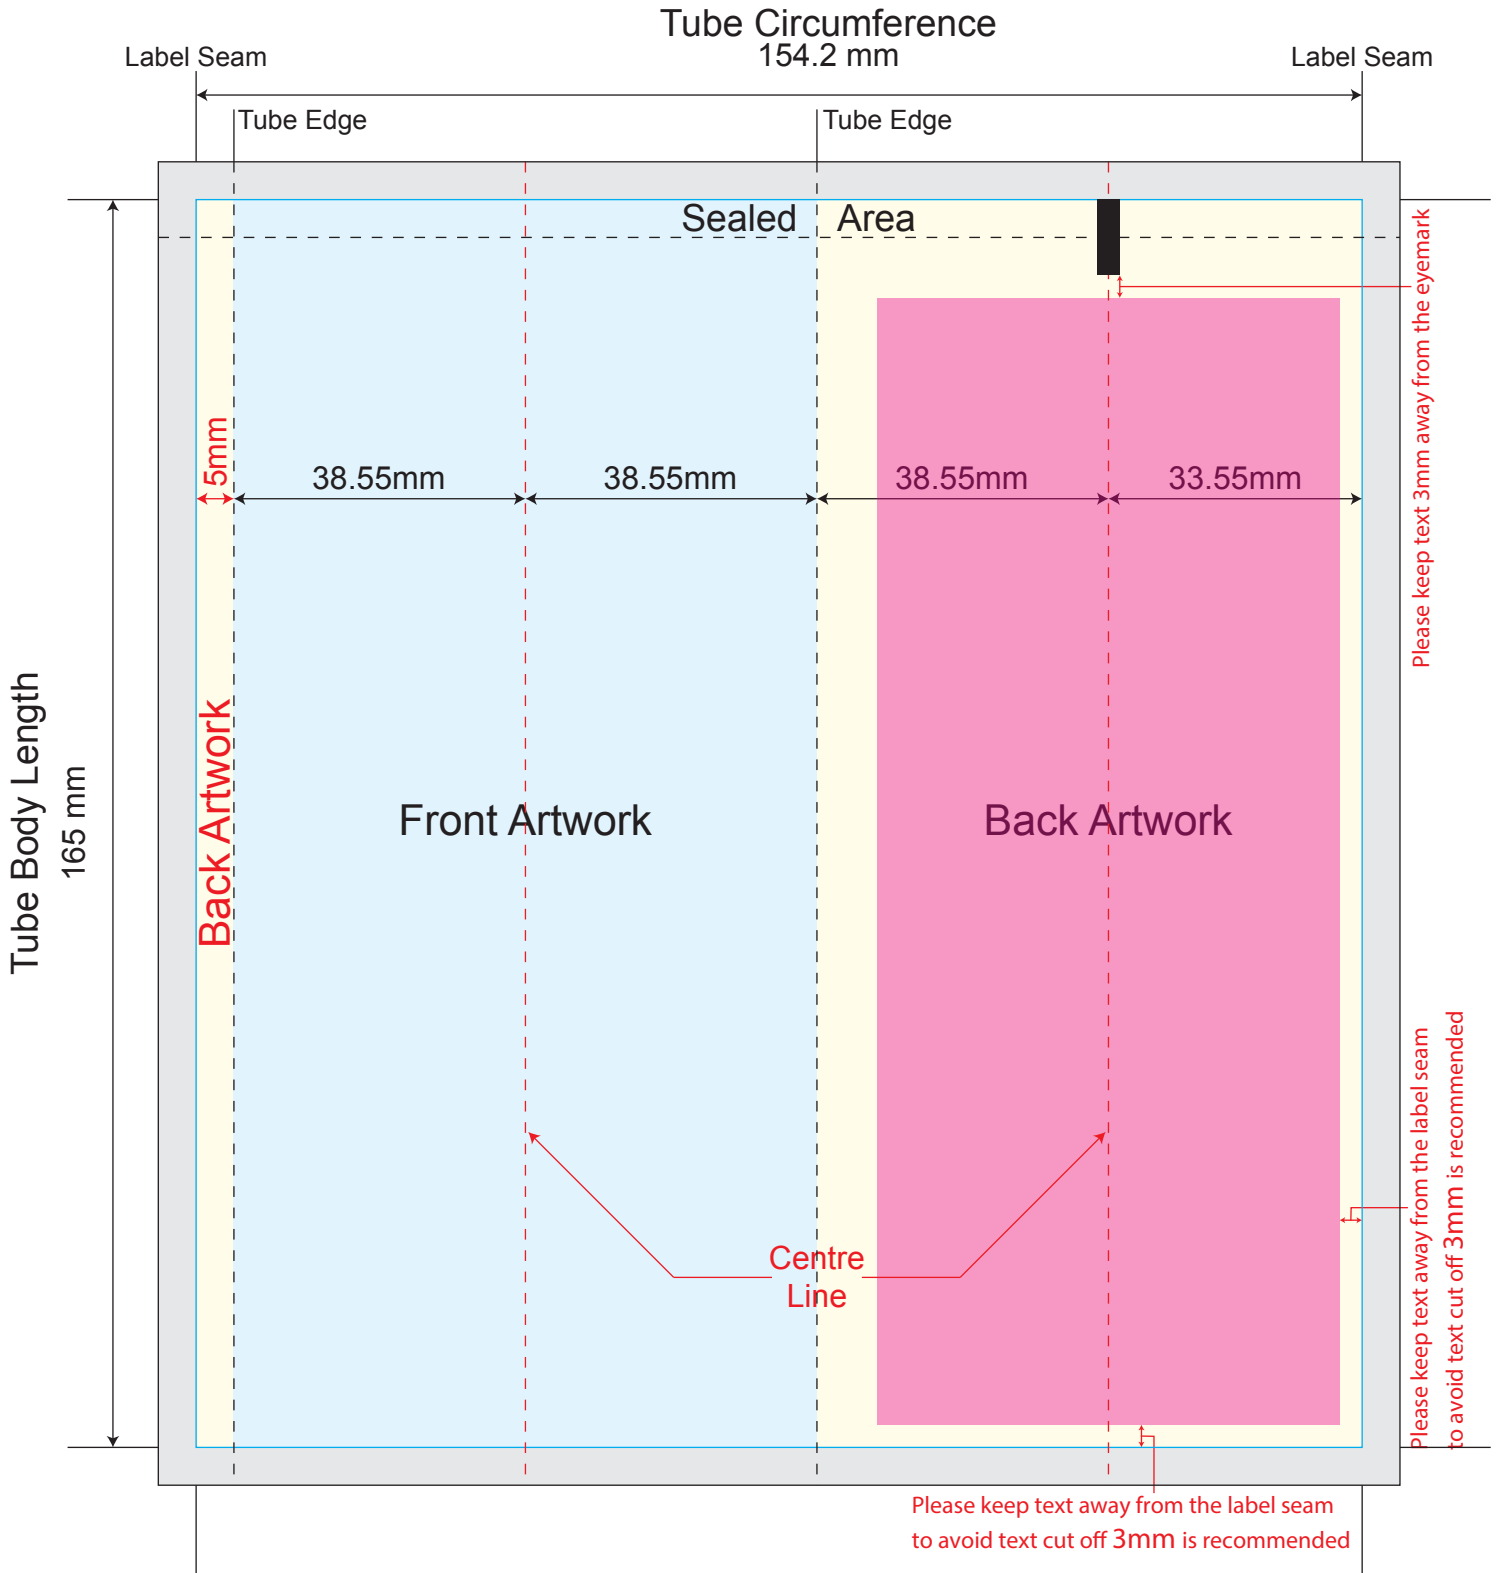 Tube Circumference
154.2 mm
Label Seam
Label Seam
Tube Edge
Tube Edge
Sealed Area
Please keep text 3mm away from the eyemark
5mm
38.55mm
38.55mm
38.55mm
33.55mm
Tube Body Length
165 mm
Back Artwork
Front Artwork
Back Artwork
Centre
Line
Please keep text away from the label seam
to avoid text cut off 3mm is recommended
Please keep text away from the label seam
to avoid text cut off 3mm is recommended